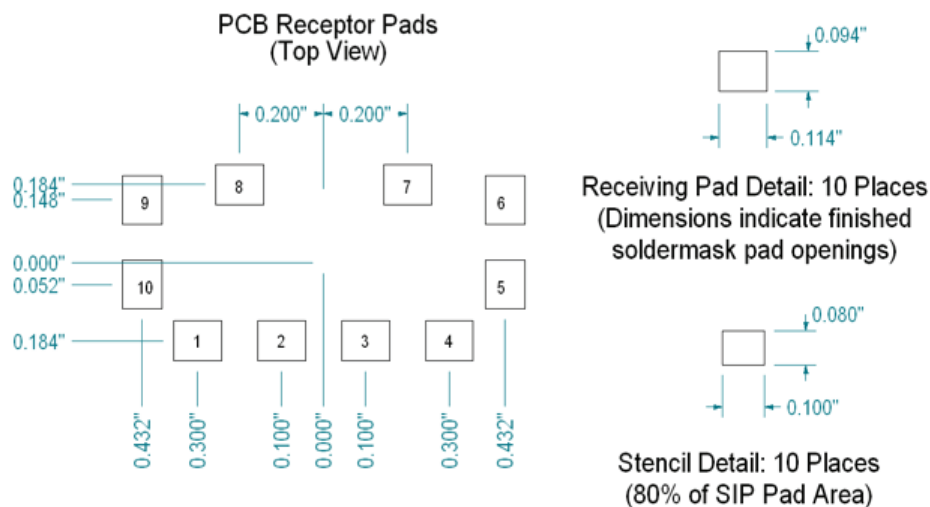 PCB Receptor Pads
(Top View)
0.200" 0.200"
0.184"
0.148"
8 7
9 6
0.000"
0.052"
10 5
0.184"
1 2 3 4
0.432" 0.300" 0.100" 0.000" 0.100" 0.300" 0.432"
0.094"
0.114"
Receiving Pad Detail: 10 Places
(Dimensions indicate finished
soldermask pad openings)
0.080"
0.100"
Stencil Detail: 10 Places
(80% of SIP Pad Area)